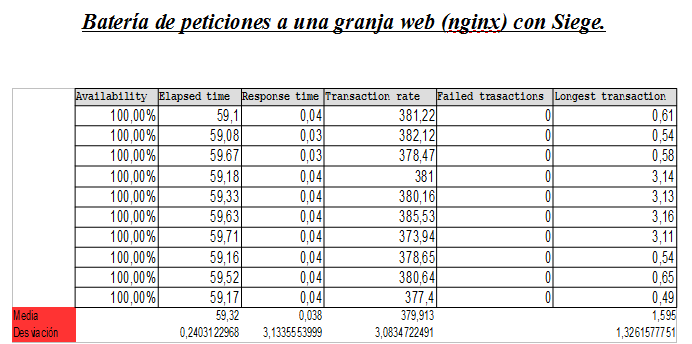 Batería de peticiones a una granja web (nginx) con Siege.
Availability Elapsed time Response time Transaction rate Failed trasactions Longest transaction
100,00% 59,1 0,04 381,22 0 0,61
100,00% 59,08 0,03 382,12 0 0,54
100,00% 59.67 0,03 378,47 0 0,58
100,00% 59,18 0,04 381 0 3,14
100,00% 59,33 0,04 380,16 0 3,13
100,00% 59,63 0,04 385,53 0 3,16
100,00% 59,71 0,04 373,94 0 3,11
100,00% 59,16 0,04 378,65 0 0,54
100,00% 59,52 0,04 380,64 0 0,65
100,00% 59,17 0,04 377,4 0 0,49
Media 59,32 0,038 379,913 1,595
Desviación 0,2403122968 3,1335553999 3,0834722491 1,3261577751